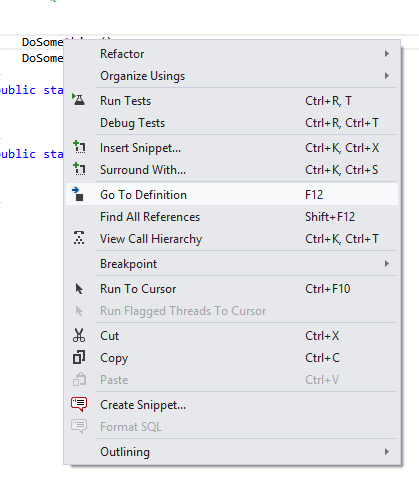 DoSome
DoSome
public sta
public sta
Refactor
Organize Usings
Run Tests Ctrl+R, T
Debug Tests Ctrl+R, Ctrl+T
Insert Snippet... Ctrl+K, Ctrl+X
Surround With... Ctrl+K, Ctrl+S
Go To Definition F12
Find All References Shift+F12
View Call Hierarchy Ctrl+K, Ctrl+T
Breakpoint
Run To Cursor Ctrl+F10
Run Flagged Threads To Cursor
Cut Ctrl+X
Copy Ctrl+C
Paste Ctrl+V
Create Snippet...
Format SQL
Outlining